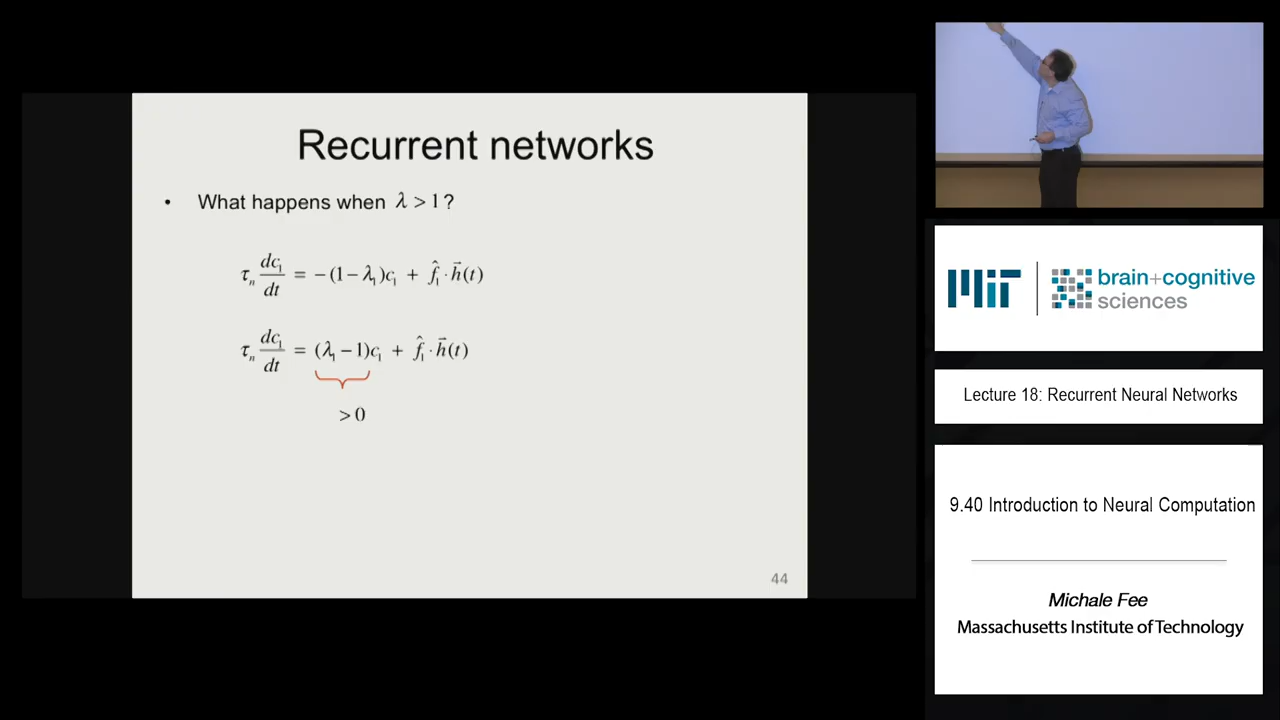 Recurrent networks
• What happens when λ > 1 ?
τₙ dc₁/dt = −(1 − λ₁)c₁ + f̂₁ · h⃗(t)
τₙ dc₁/dt = (λ₁ − 1)c₁ + f̂₁ · h⃗(t)
> 0
44
MIT
brain+cognitive
sciences
Lecture 18: Recurrent Neural Networks
9.40 Introduction to Neural Computation
Michale Fee
Massachusetts Institute of Technology